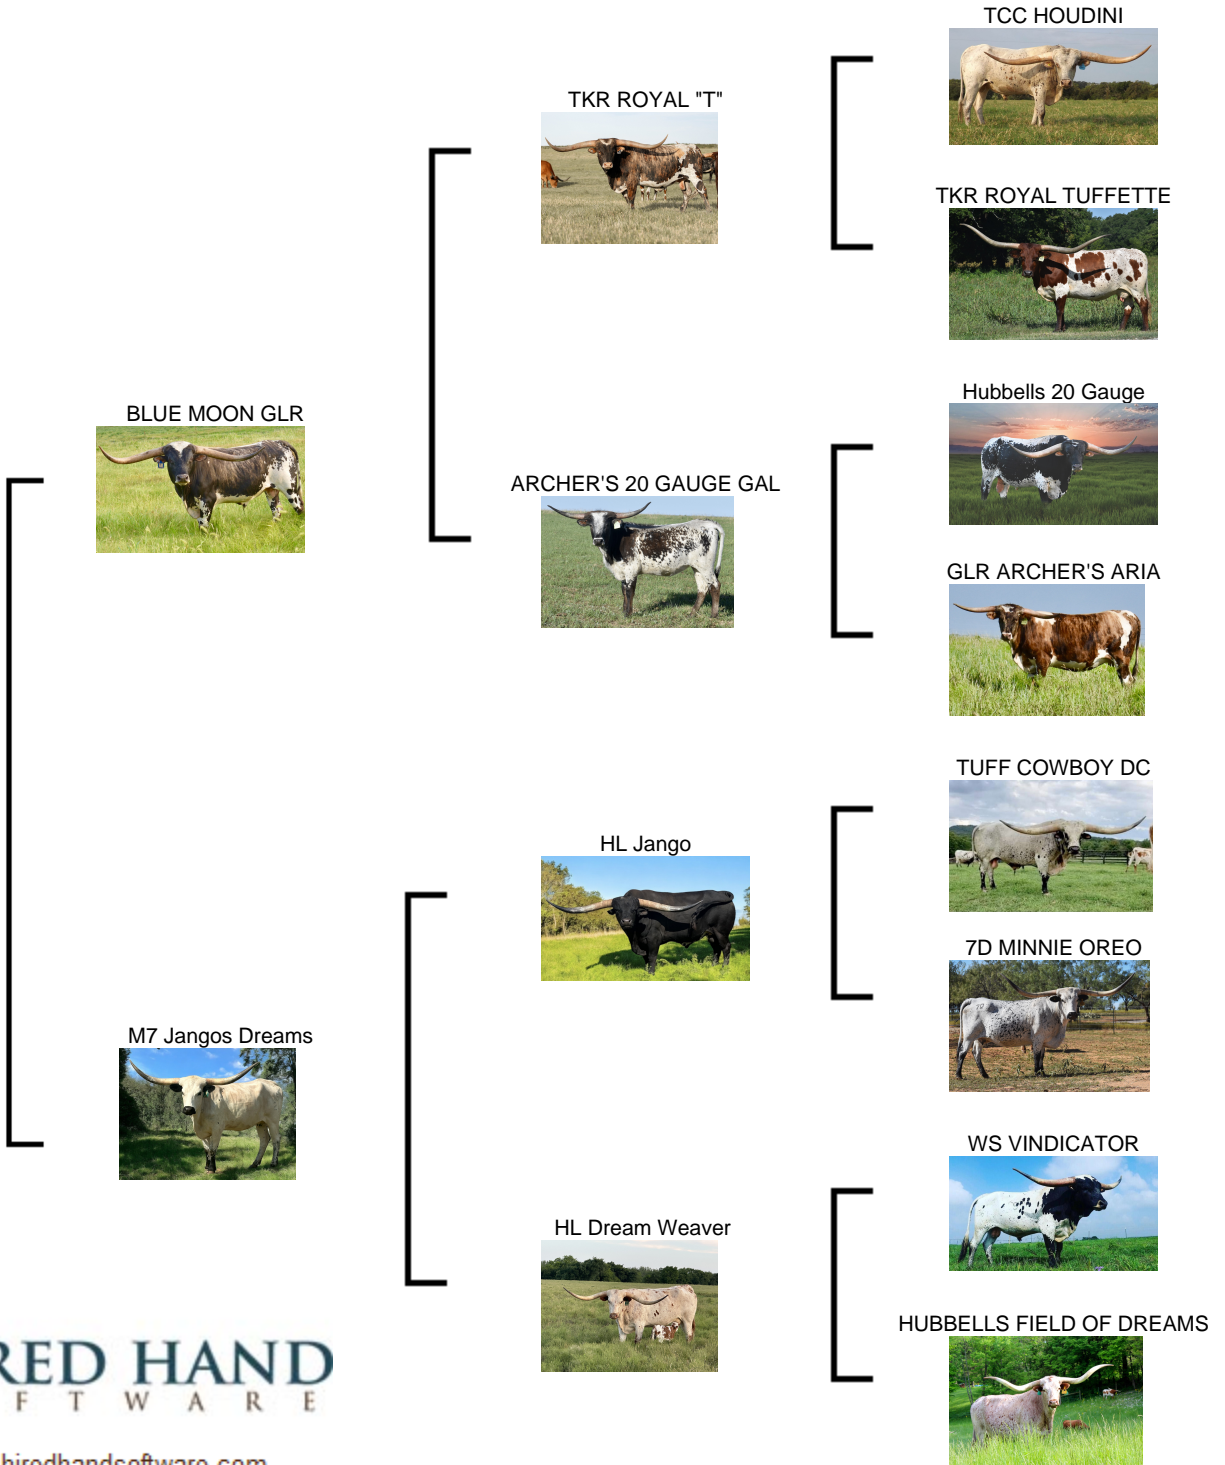 TCC HOUDINI
TKR ROYAL "T"
TKR ROYAL TUFFETTE
Hubbells 20 Gauge
BLUE MOON GLR
ARCHER'S 20 GAUGE GAL
GLR ARCHER'S ARIA
TUFF COWBOY DC
HL Jango
7D MINNIE OREO
M7 Jangos Dreams
WS VINDICATOR
HL Dream Weaver
HUBBELLS FIELD OF DREAMS
RED HAND
F T W A R E
hiredhandsoftware.com